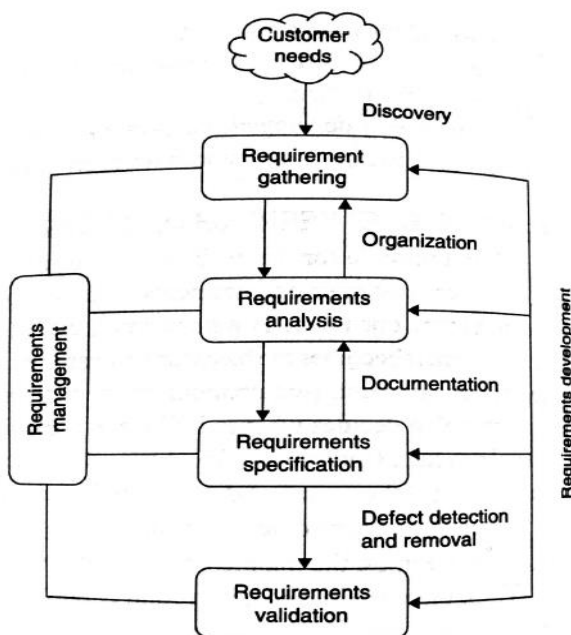 Customer
needs
Discovery
Requirement
gathering
Organization
Requirements
analysis
Requirements
management
Documentation
Requirements
specification
Requirements development
Defect detection
and removal
Requirements
validation